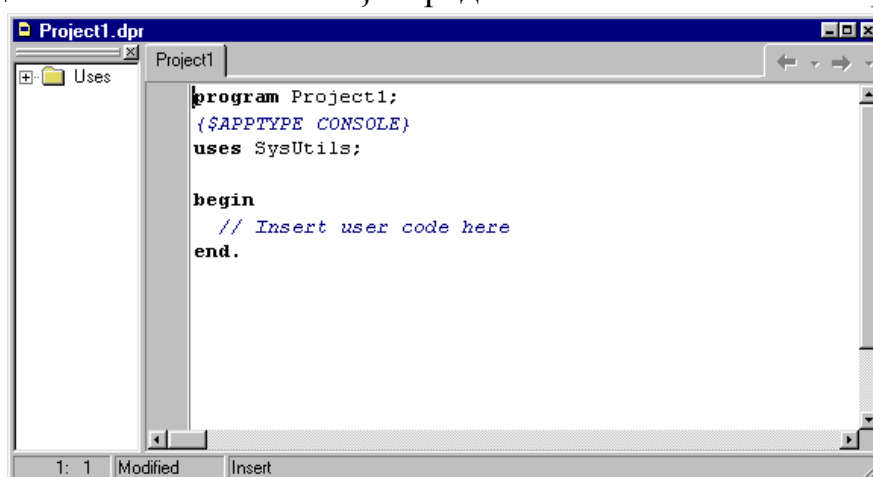 Project1.dpr
Project1
Uses
program Project1;
{$APPTYPE CONSOLE}
uses SysUtils;
begin
// Insert user code here
end.
1: 1 Modified Insert